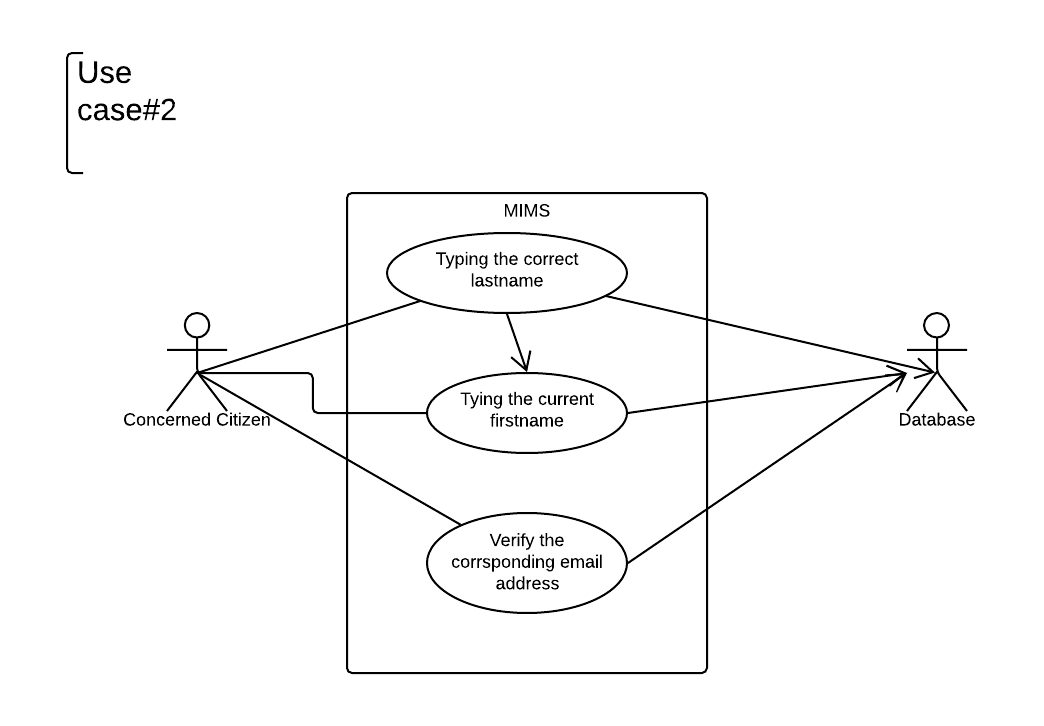 Use
case#2
MIMS
Typing the correct
lastname
Tying the current
firstname
Concerned Citizen
Database
Verify the
corrsponding email
address